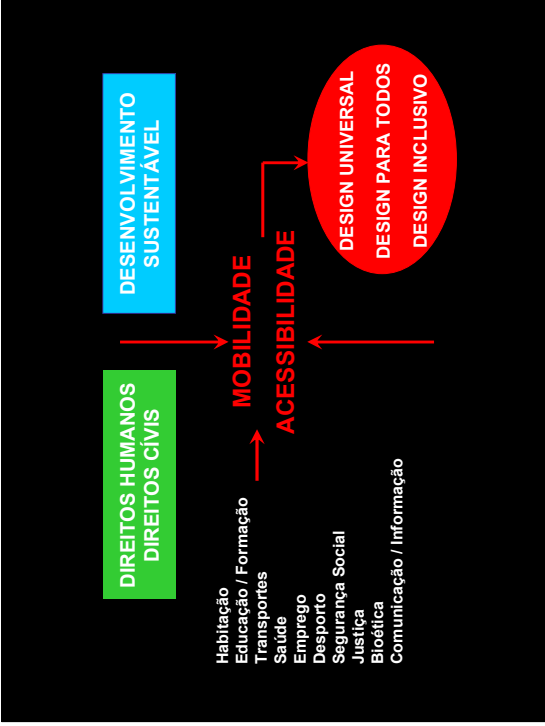 DIREITOS HUMANOS
DIREITOS CÍVIS
DESENVOLVIMENTO
SUSTENTÁVEL
MOBILIDADE
ACESSIBILIDADE
Habitação
Educação / Formação
Transportes
Saúde
Emprego
Desporto
Segurança Social
Justiça
Bioética
Comunicação / Informação
DESIGN UNIVERSAL
DESIGN PARA TODOS
DESIGN INCLUSIVO